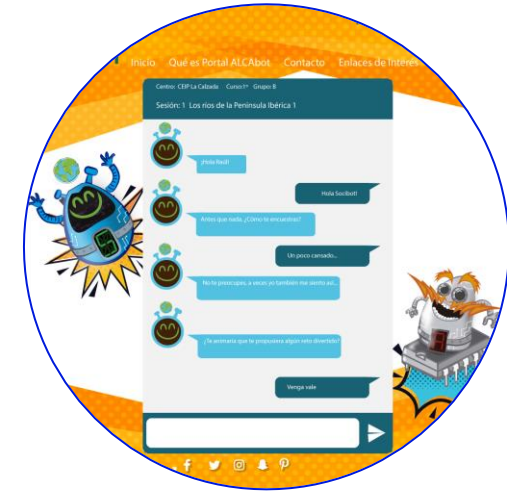 Inicio Qué es Portal ALCAbot Contacto Enlaces de Interés
Centro: CEIP La Calzada Curso:1º Grupo: B
Sesión: 1 Los ríos de la Península Ibérica 1
¡Hola Raúl!
Hola Socibot!
Antes que nada, ¿Cómo te encuentras?
Un poco cansado...
No te preocupes, a veces yo también me siento así...
¿Te animaría que te propusiera algún reto divertido?
Venga vale